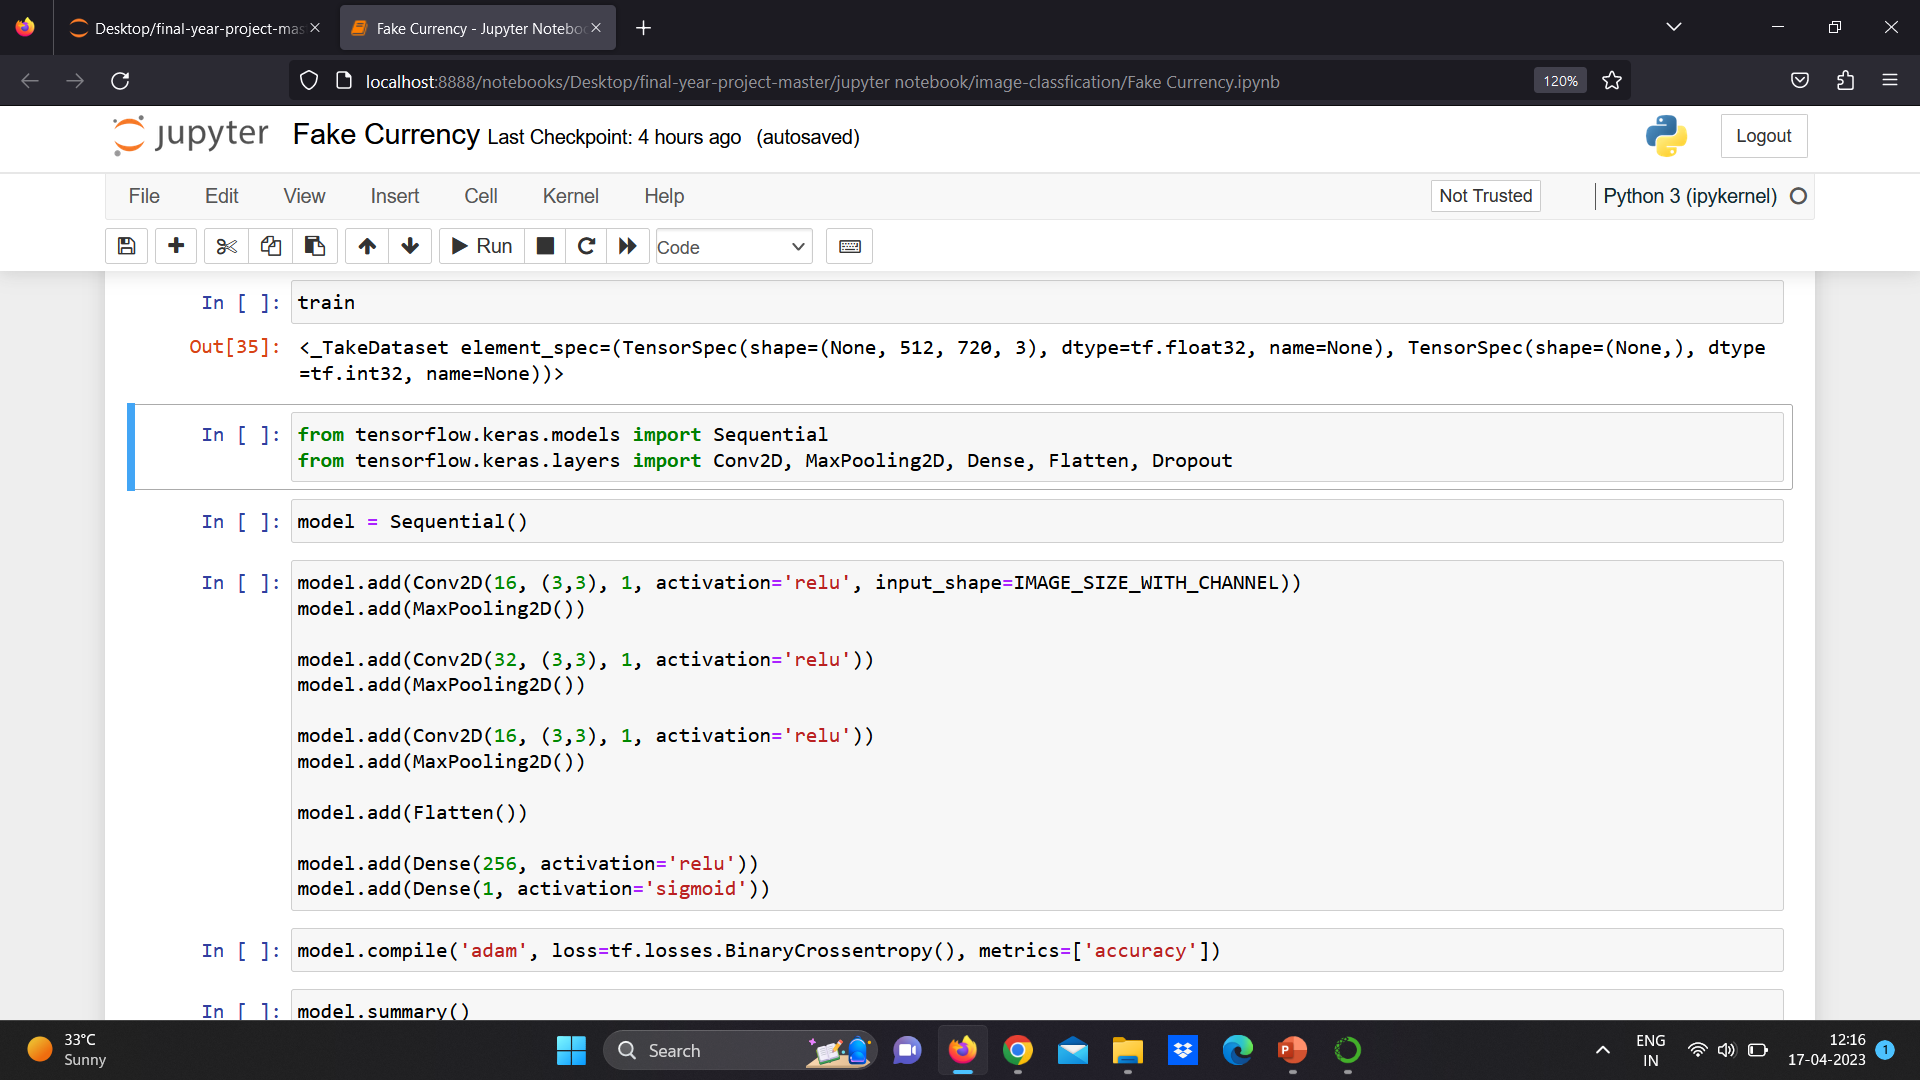 Desktop/final-year-project-mas
Fake Currency - Jupyter Notebo
localhost:8888/notebooks/Desktop/final-year-project-master/jupyter notebook/image-classfication/Fake Currency.ipynb
120%
jupyter Fake Currency Last Checkpoint: 4 hours ago (autosaved)
Logout
File Edit View Insert Cell Kernel Help
Not Trusted
Python 3 (ipykernel)
Run
Code
In [ ]: train
Out[35]: <_TakeDataset element_spec=(TensorSpec(shape=(None, 512, 720, 3), dtype=tf.float32, name=None), TensorSpec(shape=(None,), dtype
=tf.int32, name=None))>
In [ ]: from tensorflow.keras.models import Sequential
from tensorflow.keras.layers import Conv2D, MaxPooling2D, Dense, Flatten, Dropout
In [ ]: model = Sequential()
In [ ]: model.add(Conv2D(16, (3,3), 1, activation='relu', input_shape=IMAGE_SIZE_WITH_CHANNEL))
model.add(MaxPooling2D())
model.add(Conv2D(32, (3,3), 1, activation='relu'))
model.add(MaxPooling2D())
model.add(Conv2D(16, (3,3), 1, activation='relu'))
model.add(MaxPooling2D())
model.add(Flatten())
model.add(Dense(256, activation='relu'))
model.add(Dense(1, activation='sigmoid'))
In [ ]: model.compile('adam', loss=tf.losses.BinaryCrossentropy(), metrics=['accuracy'])
In [ ]: model.summary()
33°C
Sunny
Search
P
ENG
IN
12:16
17-04-2023
1